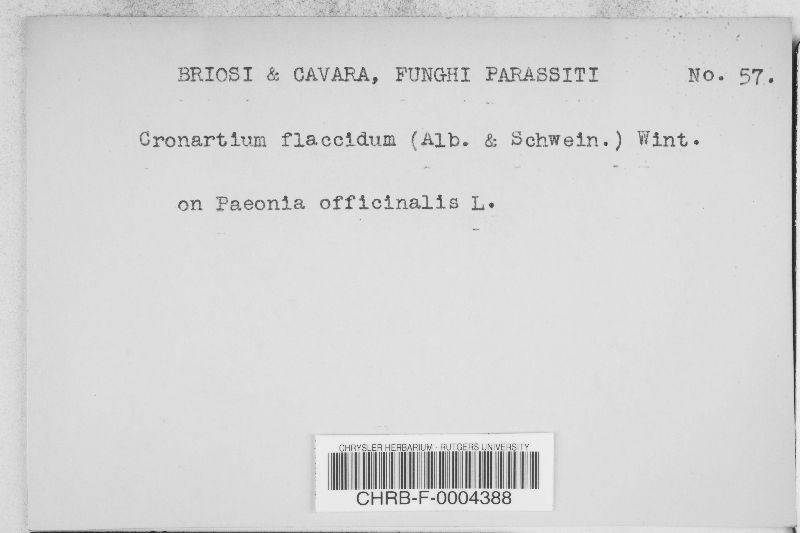 BRIOSI & CAVARA, FUNGHI PARASSITI No. 57.
Cronartium flaccidum (Alb. & Schwein.) Wint.
on Paeonia officinalis L.
CHRYSLER HERBARIUM - RUTGERS UNIVERSITY
CHRB-F-0004388